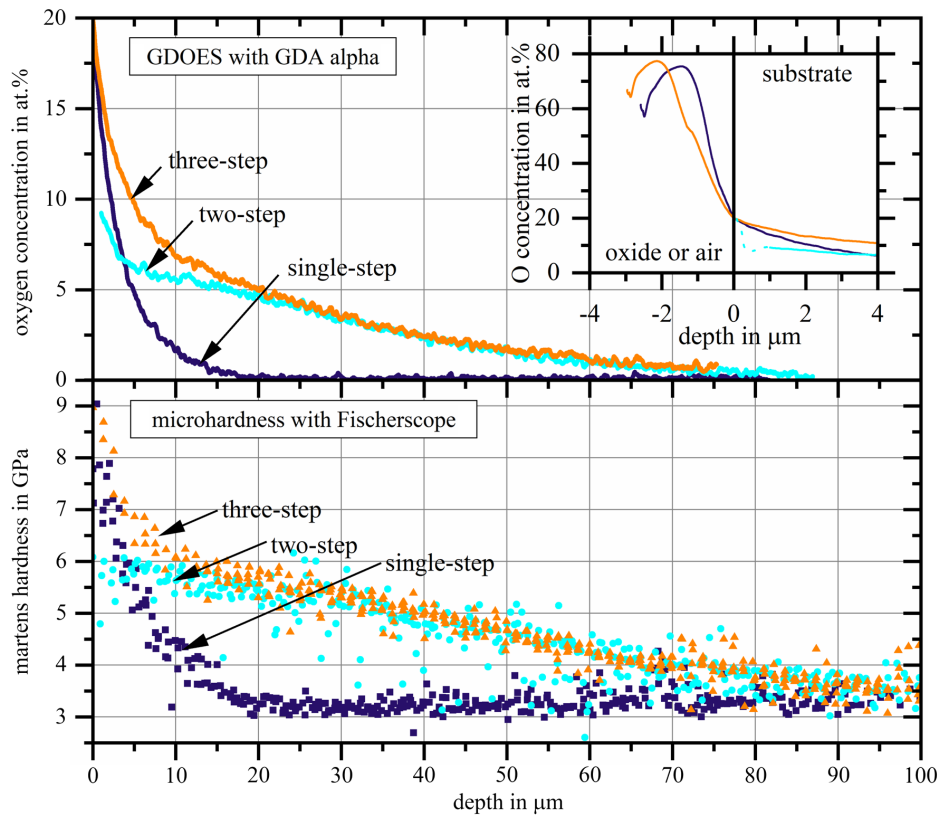 20
15
10
5
0
oxygen concentration in at.%
GDOES with GDA alpha
three-step
two-step
single-step
80
60
40
20
0
O concentration in at.%
substrate
oxide or air
-4
-2
0
2
4
depth in μm
9
8
7
6
5
4
3
martens hardness in GPa
microhardness with Fischerscope
three-step
two-step
single-step
0
10
20
30
40
50
60
70
80
90
100
depth in μm